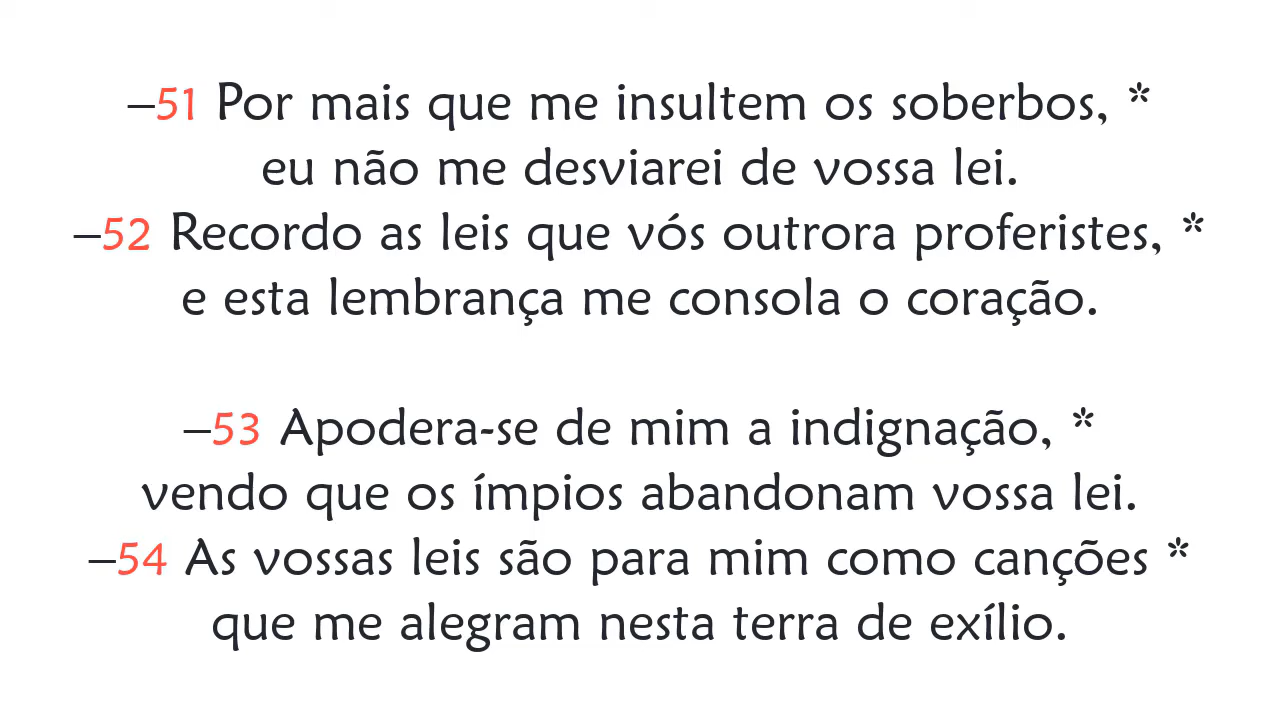 –51 Por mais que me insultem os soberbos, *
eu não me desviarei de vossa lei.
–52 Recordo as leis que vós outrora proferistes, *
e esta lembrança me consola o coração.
–53 Apodera-se de mim a indignação, *
vendo que os ímpios abandonam vossa lei.
–54 As vossas leis são para mim como canções *
que me alegram nesta terra de exílio.